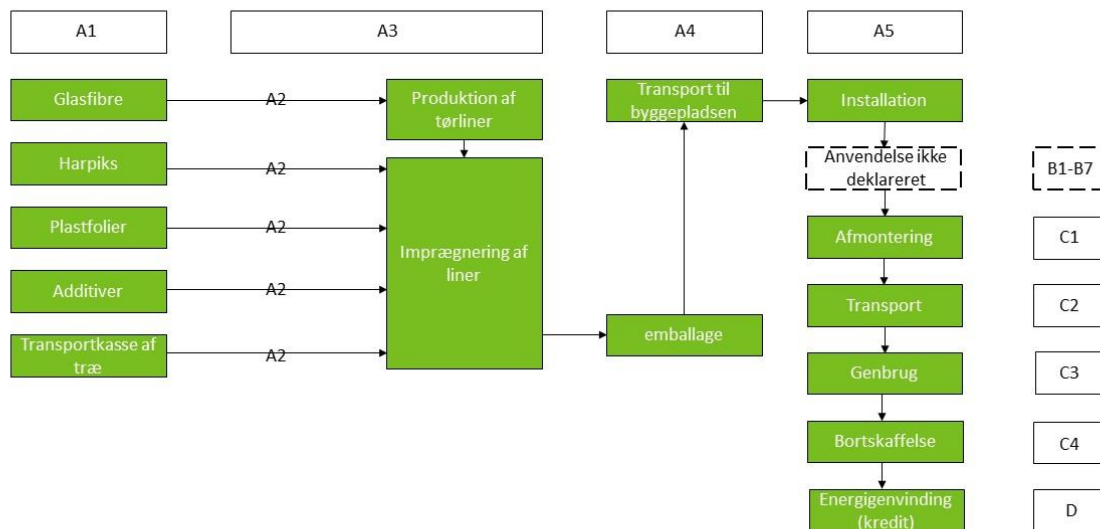 A1
A3
A4
A5
Glasfibre
A2
Produktion af
tørliner
Transport til
byggepladsen
Installation
Harpiks
A2
Anvendelse ikke
deklareret
B1-B7
Plastfolier
A2
Imprægnering af
liner
Afmontering
C1
Additiver
A2
Transport
C2
Transportkasse af
træ
A2
emballage
Genbrug
C3
Bortskaffelse
C4
Energigenvinding
(kredit)
D